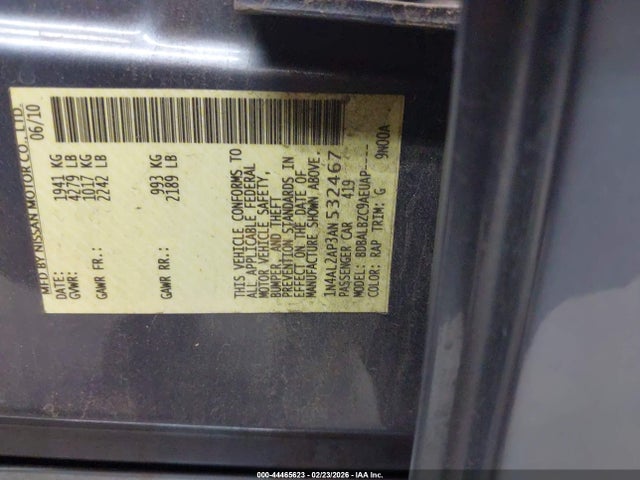 MFD BY NISSAN MOTOR CO., LTD.
06/10
1941 KG
GVWR: 4279 LB
1017 KG
GAWR FR: 2242 LB
993 KG
GAWR RR: 2189 LB
THIS VEHICLE CONFORMS TO
ALL APPLICABLE FEDERAL
MOTOR VEHICLE SAFETY,
BUMPER, AND THEFT
PREVENTION STANDARDS IN
EFFECT ON THE DATE OF
MANUFACTURE SHOWN ABOVE.
1N4AL2AP3AN532467
PASSENGER CAR 419
MODEL: BDBALBZC9AEUAP----
COLOR: RAP TRIM: G 9N00A
000-44465623 - 02/23/2026 - IAA Inc.